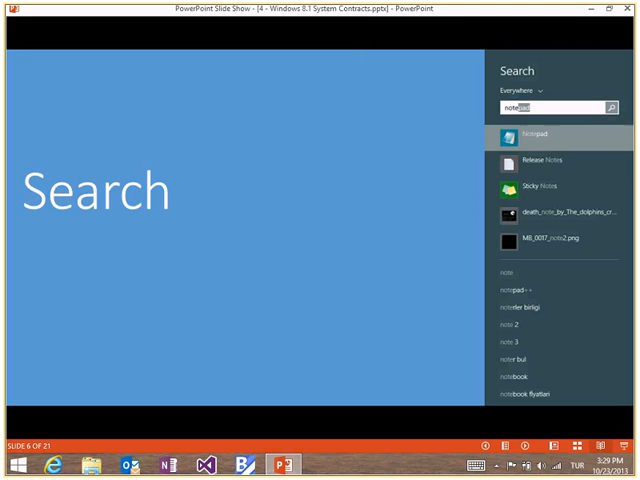 PowerPoint Slide Show - [4 - Windows 8.1 System Contracts.pptx] - PowerPoint
Search
Search
Everywhere
notepad
Notepad
Release Notes
Sticky Notes
death_note_by_The_dolphins_cr...
M8_0017_note2.png
note
notepad++
noterler birligi
note 2
note 3
noter bul
notebook
notebook fiyatlari
SLIDE 6 OF 21
TUR
3:29 PM
10/23/2013